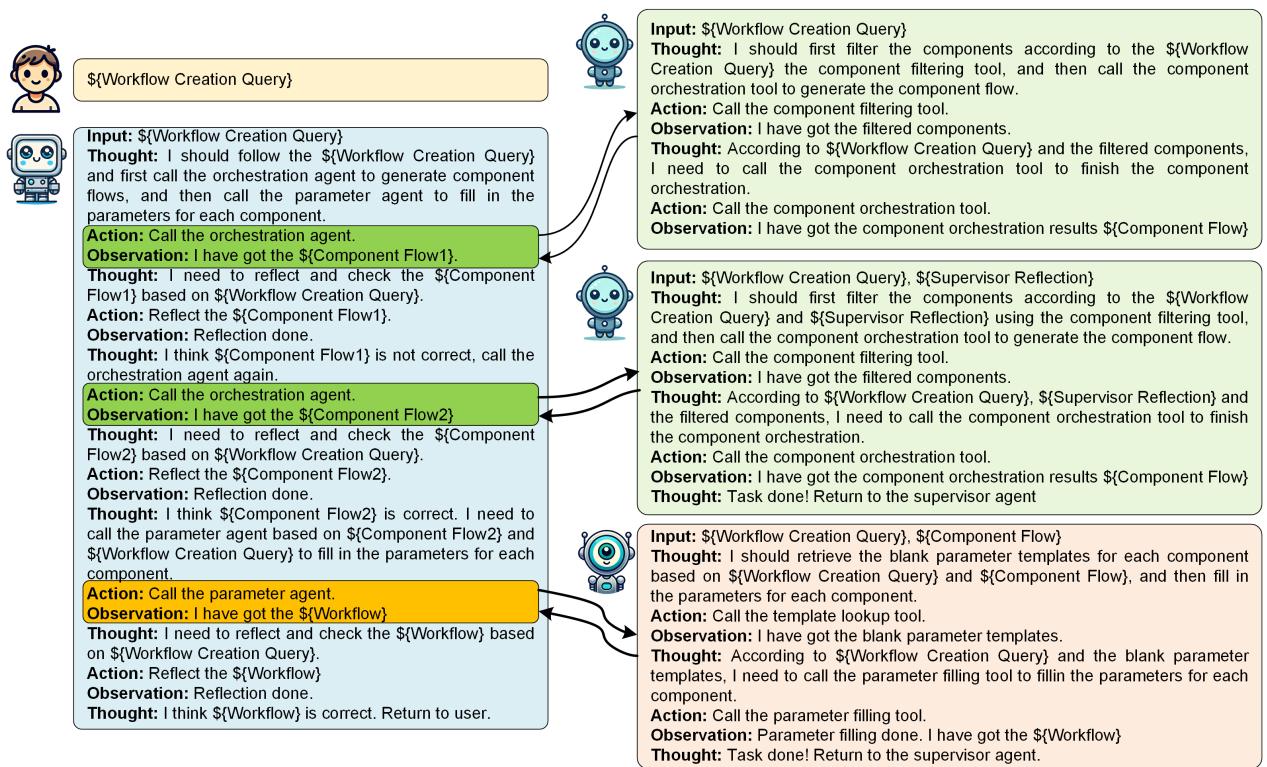 ${Workflow Creation Query}
Input: ${Workflow Creation Query}
Thought: I should follow the ${Workflow Creation Query}
and first call the orchestration agent to generate component
flows, and then call the parameter agent to fill in the
parameters for each component.
Action: Call the orchestration agent.
Observation: I have got the ${Component Flow1}.
Thought: I need to reflect and check the ${Component
Flow1} based on ${Workflow Creation Query}.
Action: Reflect the ${Component Flow1}.
Observation: Reflection done.
Thought: I think ${Component Flow1} is not correct, call the
orchestration agent again.
Action: Call the orchestration agent.
Observation: I have got the ${Component Flow2}
Thought: I need to reflect and check the ${Component
Flow2} based on ${Workflow Creation Query}.
Action: Reflect the ${Component Flow2}.
Observation: Reflection done.
Thought: I think ${Component Flow2} is correct. I need to
call the parameter agent based on ${Component Flow2} and
${Workflow Creation Query} to fill in the parameters for each
component.
Action: Call the parameter agent.
Observation: I have got the ${Workflow}
Thought: I need to reflect and check the ${Workflow} based
on ${Workflow Creation Query}.
Action: Reflect the ${Workflow}
Observation: Reflection done.
Thought: I think ${Workflow} is correct. Return to user.
Input: ${Workflow Creation Query}
Thought: I should first filter the components according to the ${Workflow
Creation Query} the component filtering tool, and then call the component
orchestration tool to generate the component flow.
Action: Call the component filtering tool.
Observation: I have got the filtered components.
Thought: According to ${Workflow Creation Query} and the filtered components,
I need to call the component orchestration tool to finish the component
orchestration.
Action: Call the component orchestration tool.
Observation: I have got the component orchestration results ${Component Flow}
Input: ${Workflow Creation Query}, ${Supervisor Reflection}
Thought: I should first filter the components according to the ${Workflow
Creation Query} and ${Supervisor Reflection} using the component filtering tool,
and then call the component orchestration tool to generate the component flow.
Action: Call the component filtering tool.
Observation: I have got the filtered components.
Thought: According to ${Workflow Creation Query}, ${Supervisor Reflection} and
the filtered components, I need to call the component orchestration tool to finish
the component orchestration.
Action: Call the component orchestration tool.
Observation: I have got the component orchestration results ${Component Flow}
Thought: Task done! Return to the supervisor agent
Input: ${Workflow Creation Query}, ${Component Flow}
Thought: I should retrieve the blank parameter templates for each component
based on ${Workflow Creation Query} and ${Component Flow}, and then fill in
the parameters for each component.
Action: Call the template lookup tool.
Observation: I have got the blank parameter templates.
Thought: According to ${Workflow Creation Query} and the blank parameter
templates, I need to call the parameter filling tool to fillin the parameters for each
component.
Action: Call the parameter filling tool.
Observation: Parameter filling done. I have got the ${Workflow}
Thought: Task done! Return to the supervisor agent.